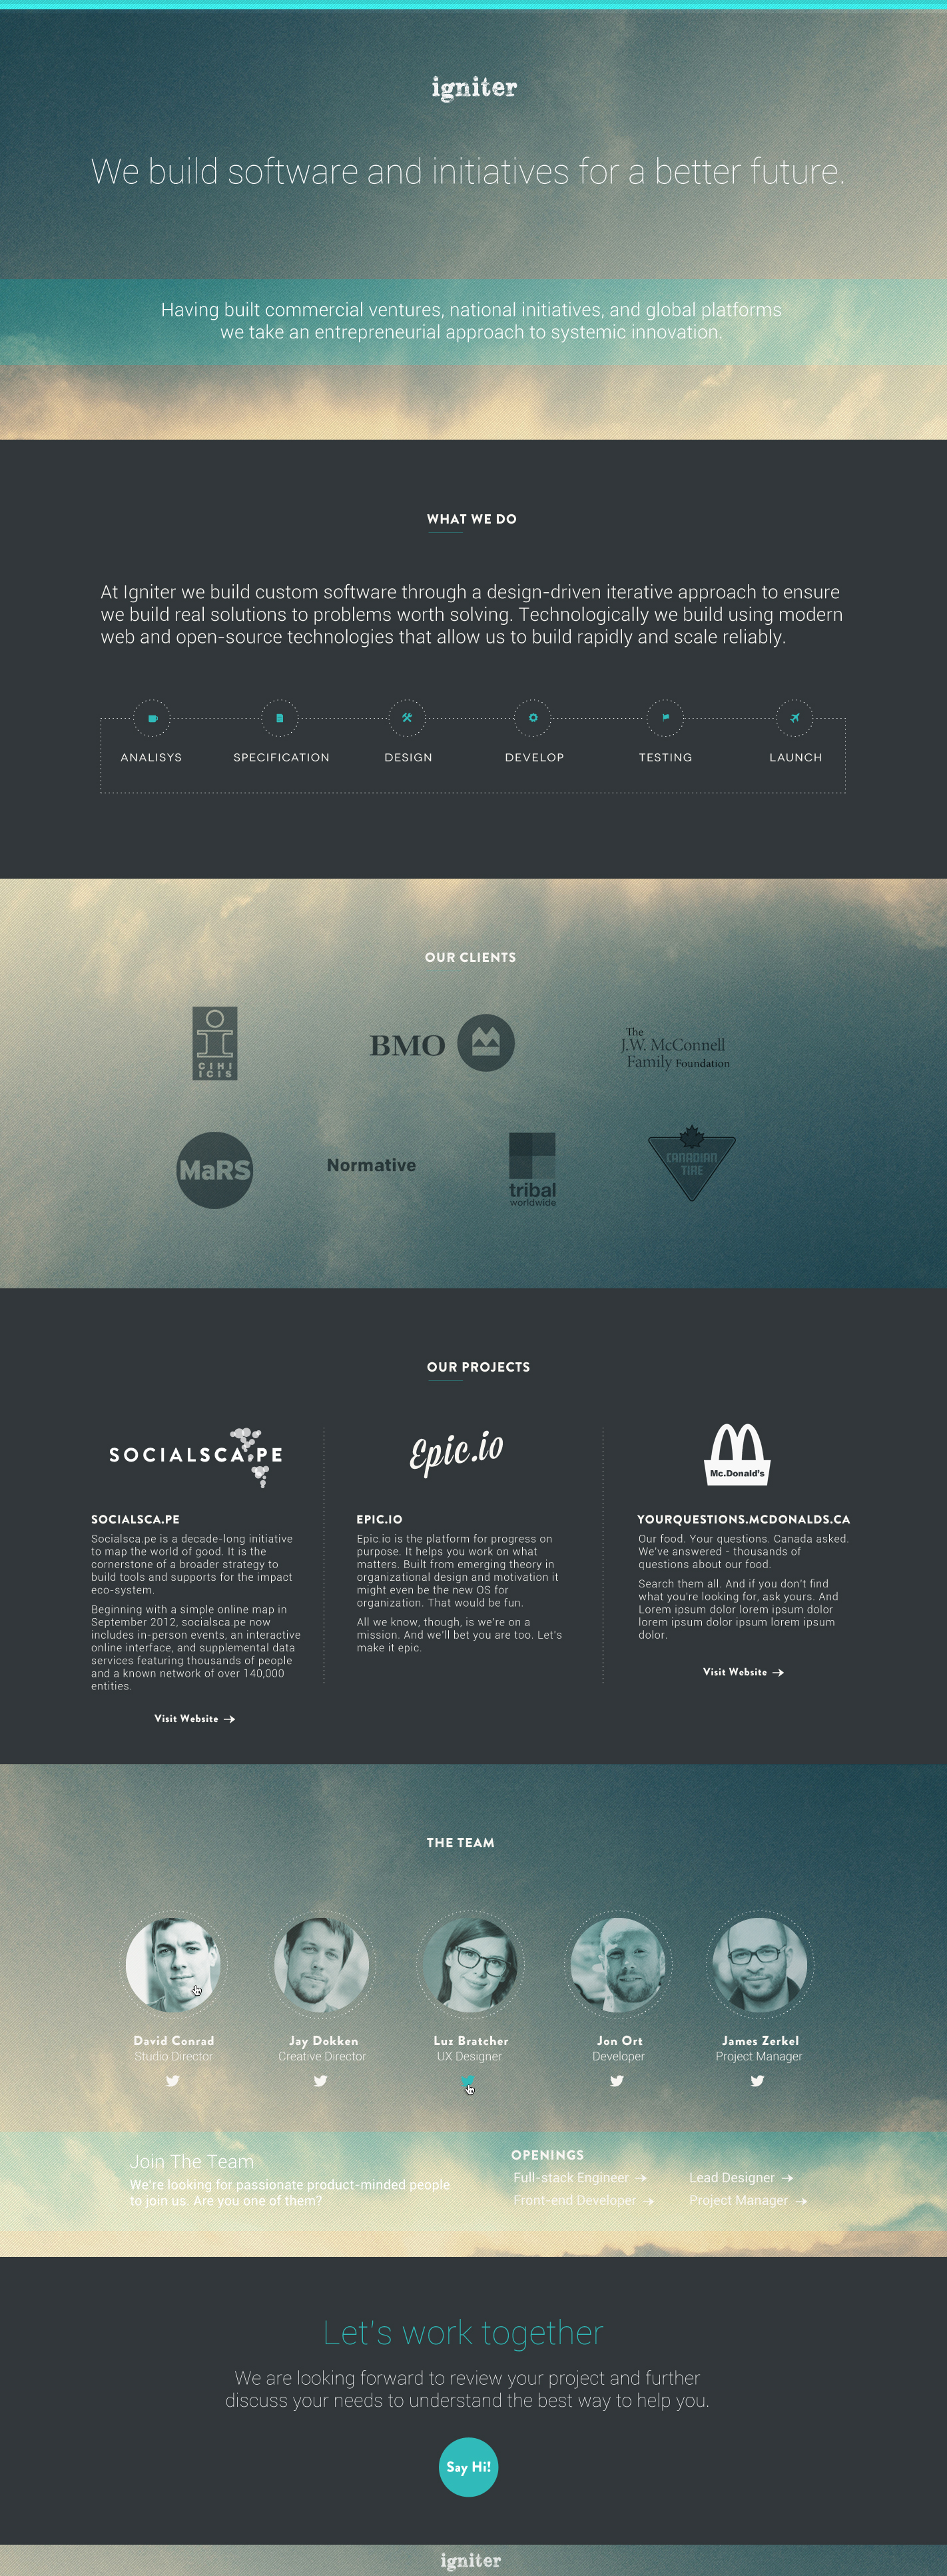 igniter
We build software and initiatives for a better future.
Having built commercial ventures, national initiatives, and global platforms
we take an entrepreneurial approach to systemic innovation.
WHAT WE DO
At Igniter we build custom software through a design-driven iterative approach to ensure
we build real solutions to problems worth solving. Technologically we build using modern
web and open-source technologies that allow us to build rapidly and scale reliably.
ANALISYS
SPECIFICATION
DESIGN
DEVELOP
TESTING
LAUNCH
OUR CLIENTS
CIHI
ICIS
BMO
The
J.W. McConnell
Family Foundation
MaRS
Normative
tribal
worldwide
CANADIAN
TIRE
OUR PROJECTS
SOCIALSCA.PE
SOCIALSCA.PE
Socialsca.pe is a decade-long initiative
to map the world of good. It is the
cornerstone of a broader strategy to
build tools and supports for the impact
eco-system.
Beginning with a simple online map in
September 2012, socialsca.pe now
includes in-person events, an interactive
online interface, and supplemental data
services featuring thousands of people
and a known network of over 140,000
entities.
Visit Website
Epic.io
EPIC.IO
Epic.io is the platform for progress on
purpose. It helps you work on what
matters. Built from emerging theory in
organizational design and motivation it
might even be the new OS for
organization. That would be fun.
All we know, though, is we're on a
mission. And we'll bet you are too. Let's
make it epic.
Mc.Donald's
YOURQUESTIONS.MCDONALDS.CA
Our food. Your questions. Canada asked.
We've answered - thousands of
questions about our food.
Search them all. And if you don't find
what you're looking for, ask yours. And
Lorem ipsum dolor lorem ipsum dolor
lorem ipsum dolor ipsum lorem ipsum
dolor.
Visit Website
THE TEAM
David Conrad
Studio Director
Jay Dokken
Creative Director
Luz Bratcher
UX Designer
Jon Ort
Developer
James Zerkel
Project Manager
Join The Team
We're looking for passionate product-minded people
to join us. Are you one of them?
OPENINGS
Full-stack Engineer
Lead Designer
Front-end Developer
Project Manager
Let's work together
We are looking forward to review your project and further
discuss your needs to understand the best way to help you.
Say Hi!
igniter